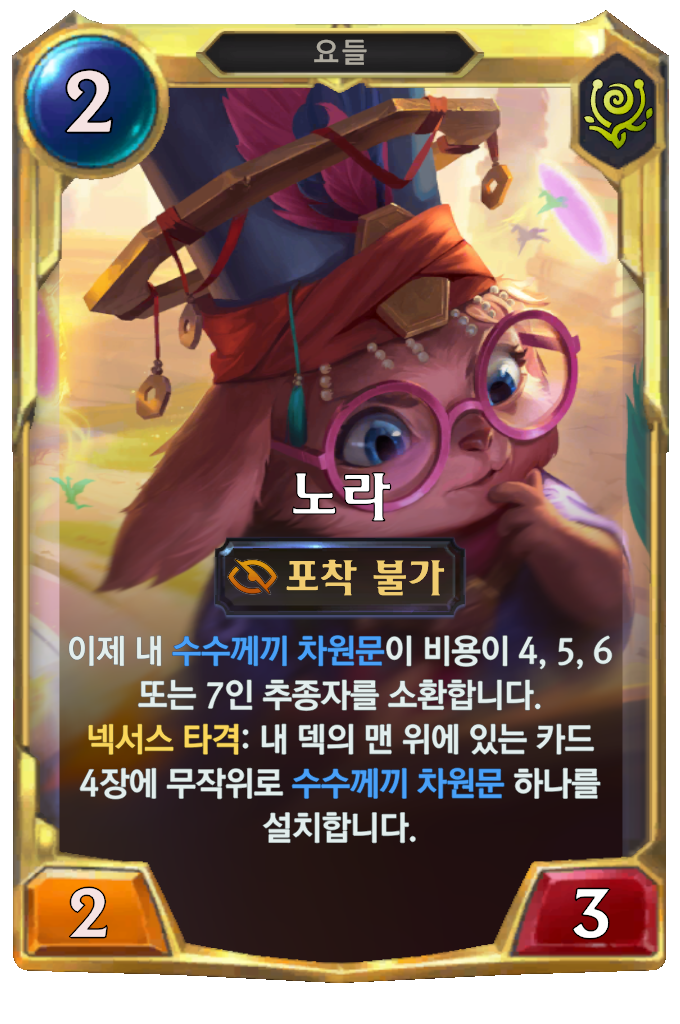 요들
2
노라
포착 불가
이제 내 수수께끼 차원문이 비용이 4, 5, 6
또는 7인 추종자를 소환합니다.
넥서스 타격: 내 덱의 맨 위에 있는 카드
4장에 무작위로 수수께끼 차원문 하나를
설치합니다.
2
3